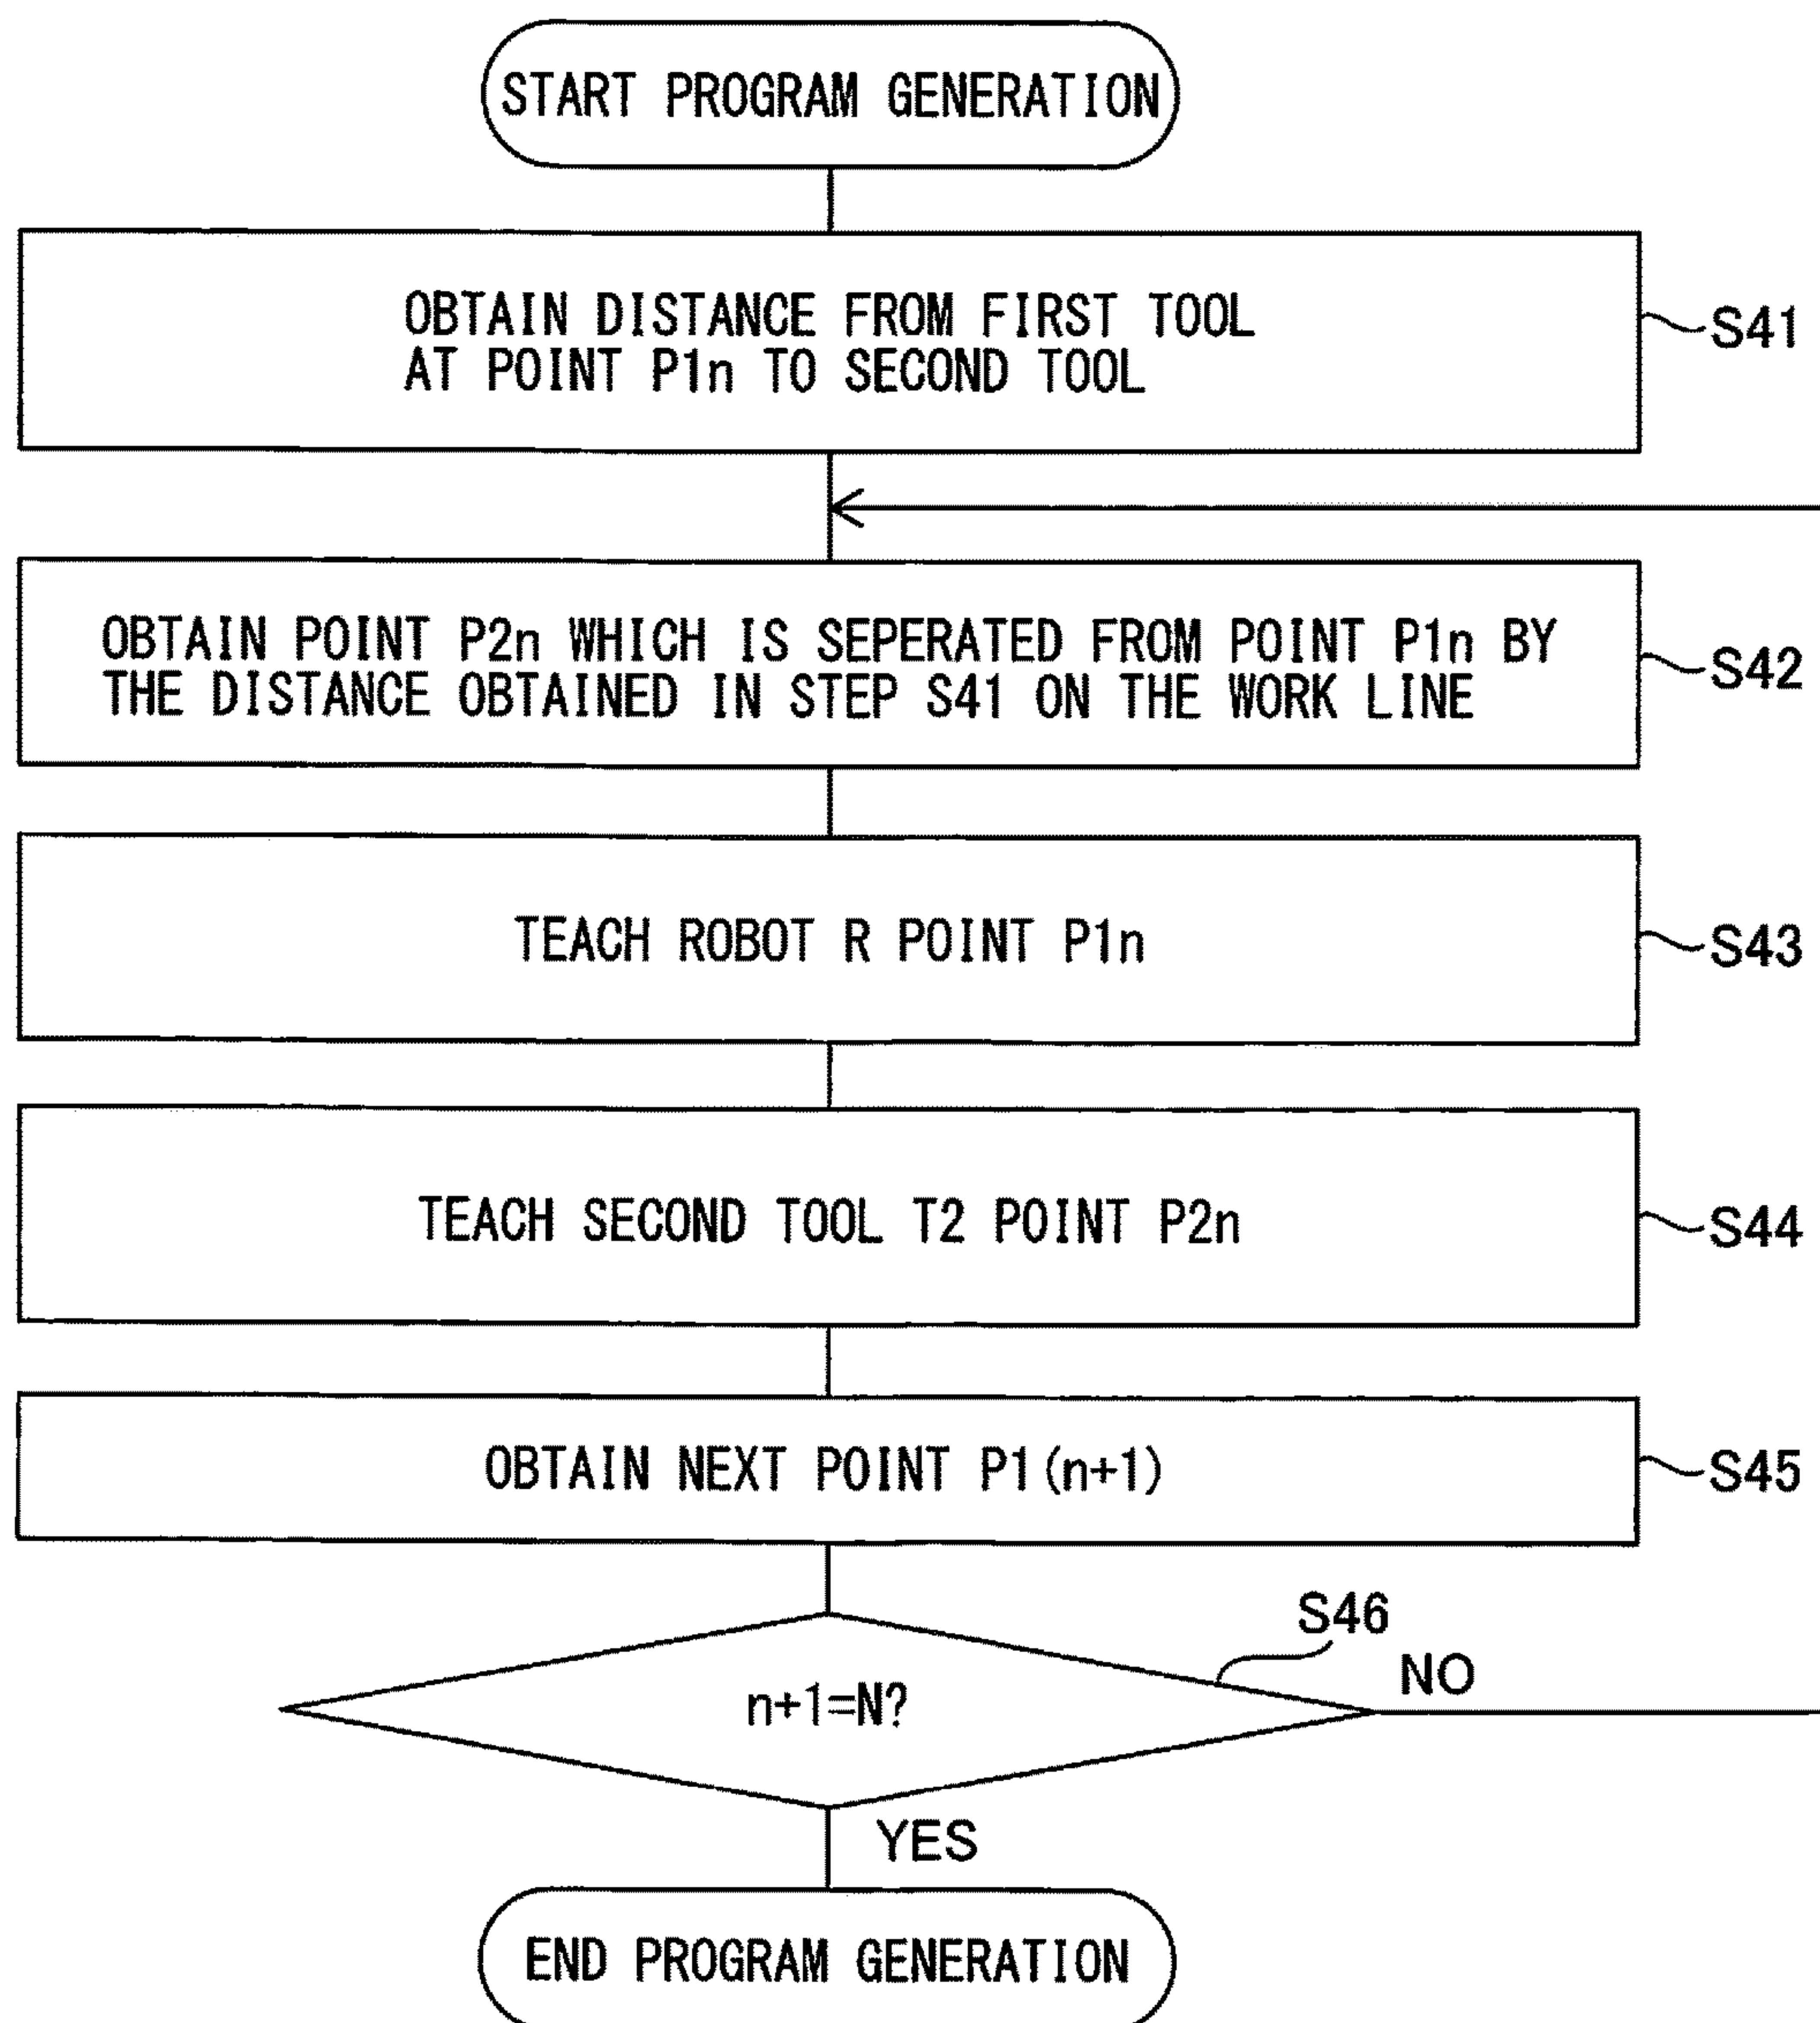 START PROGRAM GENERATION
OBTAIN DISTANCE FROM FIRST TOOL
AT POINT P1n TO SECOND TOOL
S41
OBTAIN POINT P2n WHICH IS SEPERATED FROM POINT P1n BY
THE DISTANCE OBTAINED IN STEP S41 ON THE WORK LINE
S42
TEACH ROBOT R POINT P1n
S43
TEACH SECOND TOOL T2 POINT P2n
S44
OBTAIN NEXT POINT P1(n+1)
S45
S46
n+1=N?
NO
YES
END PROGRAM GENERATION